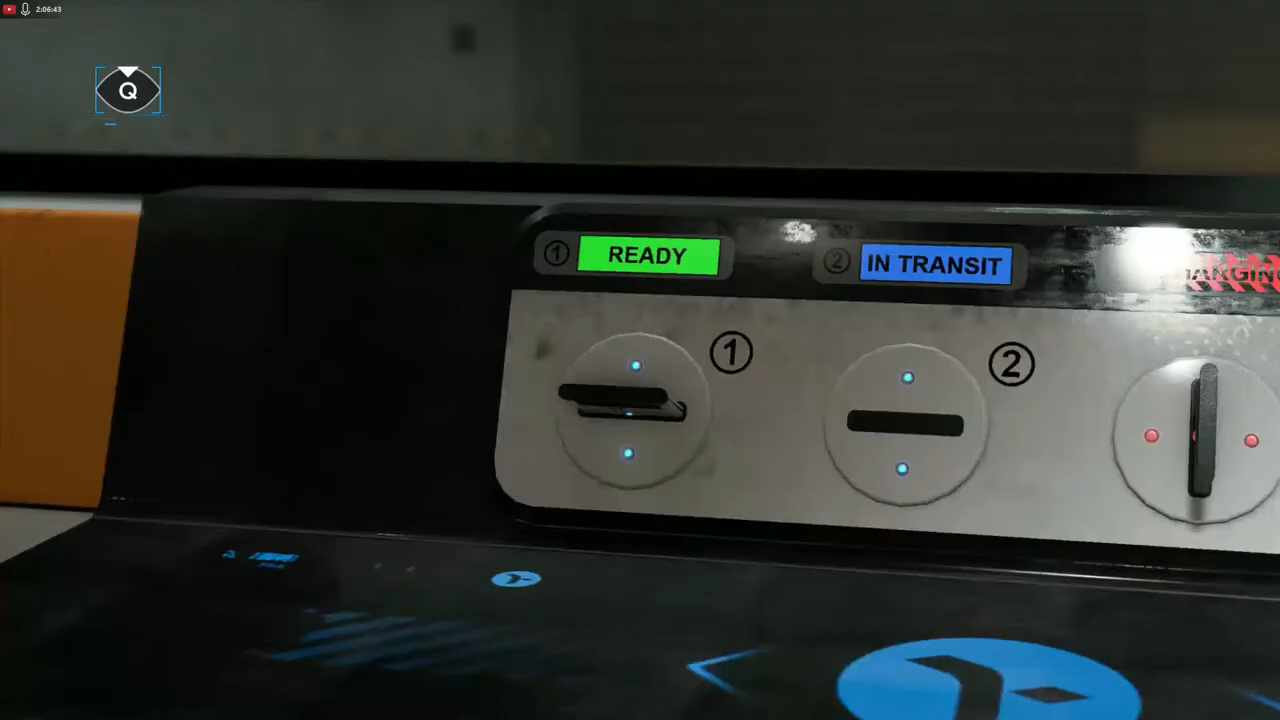 2:06:43
Q
① READY
② IN TRANSIT
①
②